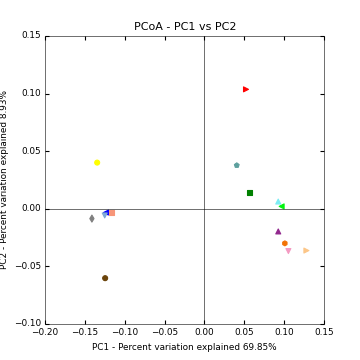 PCoA - PC1 vs PC2
0.15
0.10
0.05
0.00
−0.05
−0.10
PC2 - Percent variation explained 8.93%
−0.20 −0.15 −0.10 −0.05 0.00 0.05 0.10 0.15
PC1 - Percent variation explained 69.85%